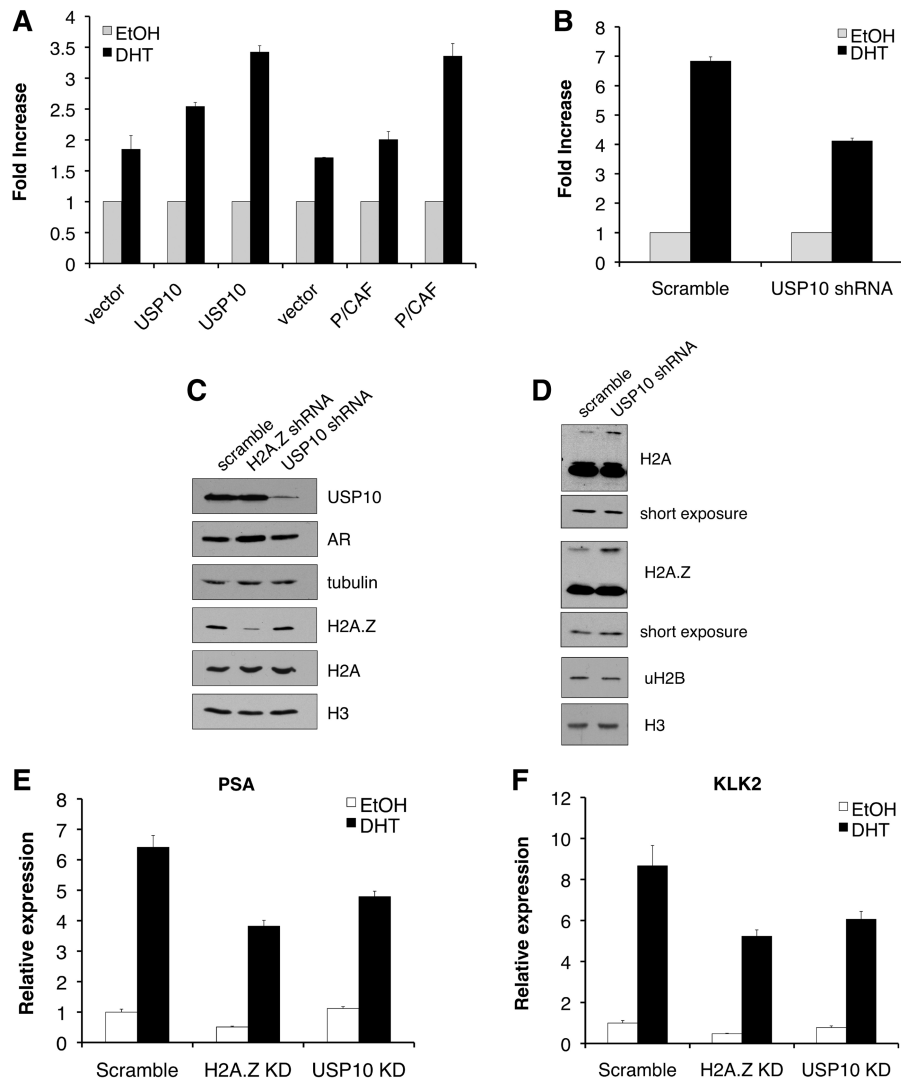 A
EtOH
DHT
Fold Increase
4
3.5
3
2.5
2
1.5
1
0.5
0
vector
USP10
USP10
vector
P/CAF
P/CAF
B
EtOH
DHT
Fold Increase
8
7
6
5
4
3
2
1
0
Scramble
USP10 shRNA
C
scramble
H2A.Z shRNA
USP10 shRNA
USP10
AR
tubulin
H2A.Z
H2A
H3
D
scramble
USP10 shRNA
H2A
short exposure
H2A.Z
short exposure
uH2B
H3
E
PSA
EtOH
DHT
Relative expression
8
7
6
5
4
3
2
1
0
Scramble
H2A.Z KD
USP10 KD
F
KLK2
EtOH
DHT
Relative expression
12
10
8
6
4
2
0
Scramble
H2A.Z KD
USP10 KD